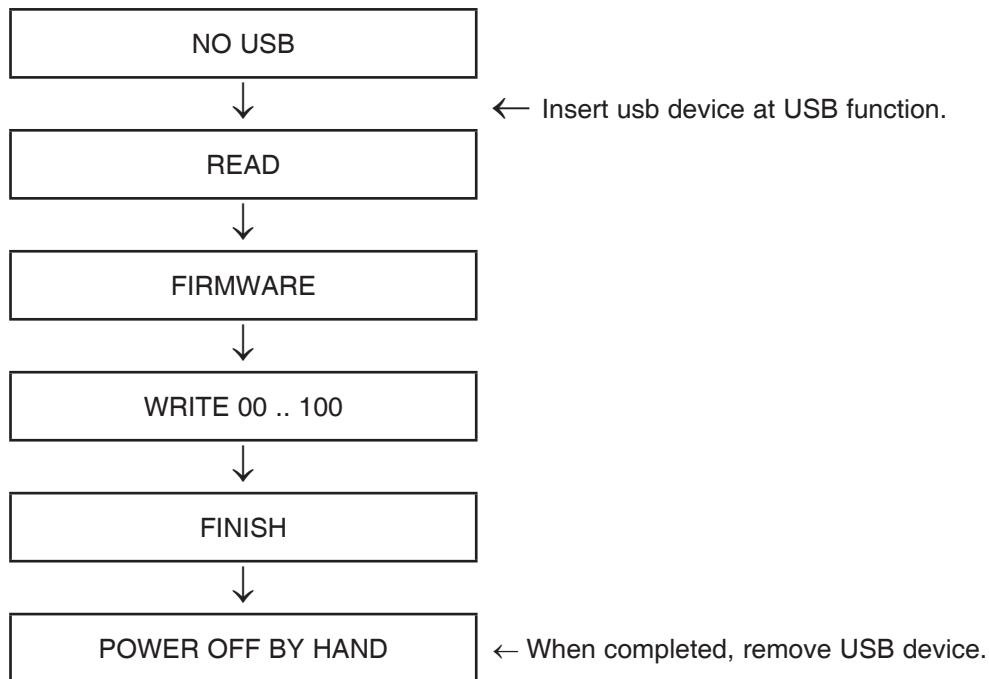 NO USB
← Insert usb device at USB function.
READ
FIRMWARE
WRITE 00 .. 100
FINISH
POWER OFF BY HAND
← When completed, remove USB device.